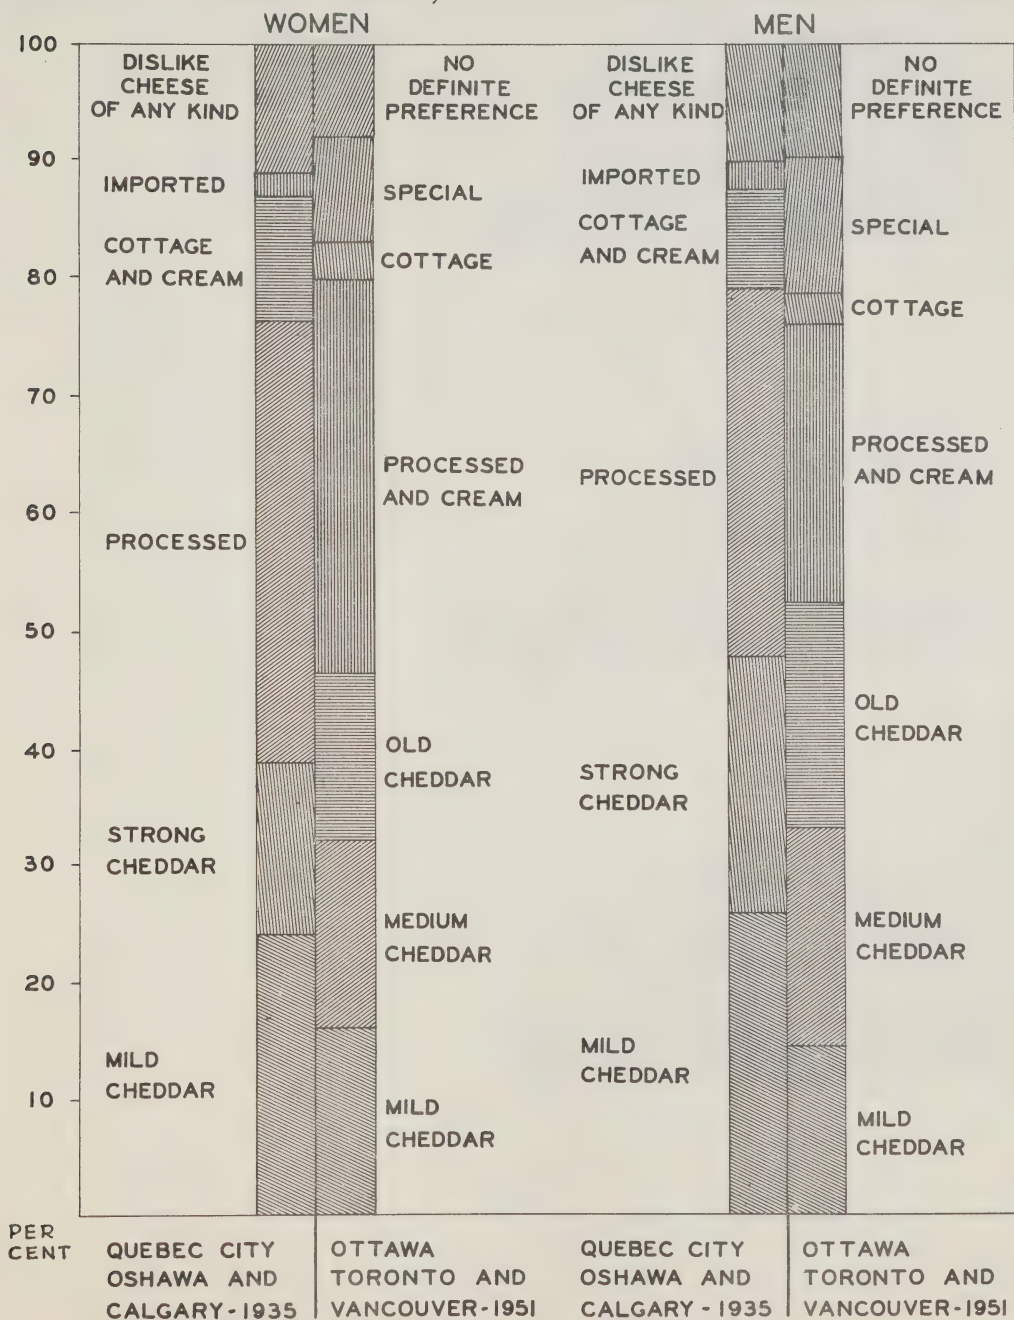 WOMEN
MEN
100
90
80
70
60
50
40
30
20
10
PER
CENT
DISLIKE
CHEESE
OF ANY KIND
IMPORTED
COTTAGE
AND CREAM
PROCESSED
STRONG
CHEDDAR
MILD
CHEDDAR
NO
DEFINITE
PREFERENCE
SPECIAL
COTTAGE
PROCESSED
AND CREAM
OLD
CHEDDAR
MEDIUM
CHEDDAR
MILD
CHEDDAR
DISLIKE
CHEESE
OF ANY KIND
IMPORTED
COTTAGE
AND CREAM
PROCESSED
STRONG
CHEDDAR
MILD
CHEDDAR
NO
DEFINITE
PREFERENCE
SPECIAL
COTTAGE
PROCESSED
AND CREAM
OLD
CHEDDAR
MEDIUM
CHEDDAR
MILD
CHEDDAR
QUEBEC CITY
OSHAWA AND
CALGARY-1935
OTTAWA
TORONTO AND
VANCOUVER-1951
QUEBEC CITY
OSHAWA AND
CALGARY-1935
OTTAWA
TORONTO AND
VANCOUVER-1951